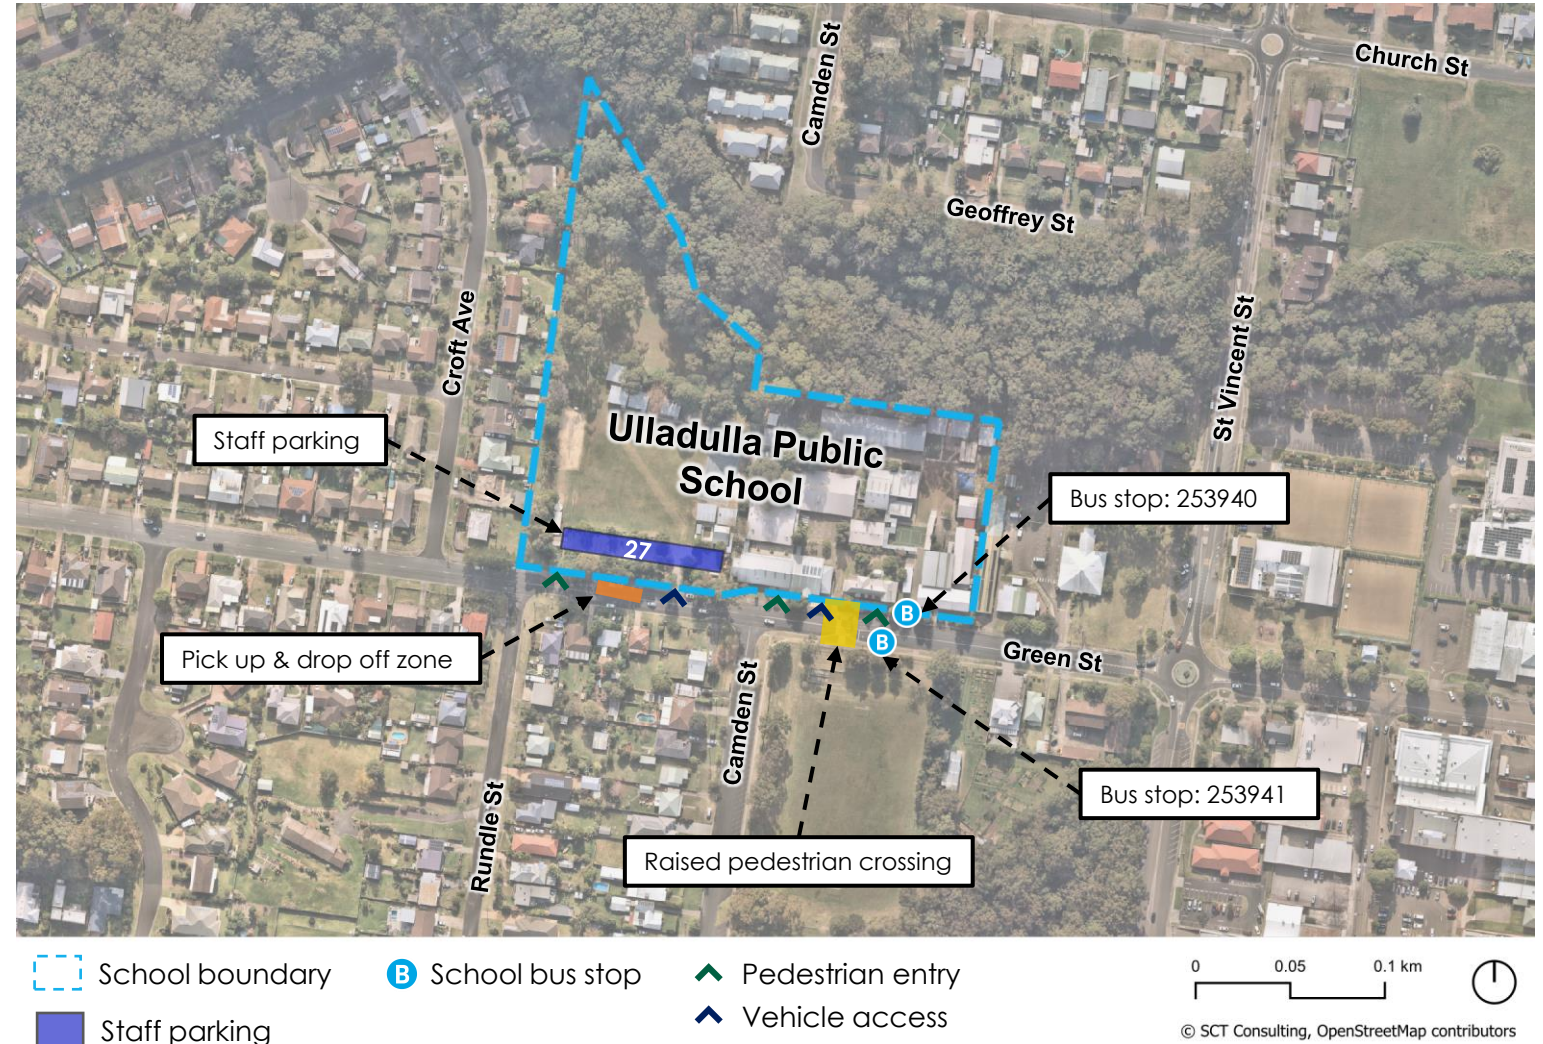 Camden St
Church St
Geoffrey St
Croft Ave
St Vincent St
Staff parking
Ulladulla Public
School
Bus stop: 253940
27
B
B
Pick up & drop off zone
Green St
Camden St
Rundle St
Bus stop: 253941
Raised pedestrian crossing
School boundary
B School bus stop
Pedestrian entry
0 0.05 0.1 km
Staff parking
Vehicle access
© SCT Consulting, OpenStreetMap contributors